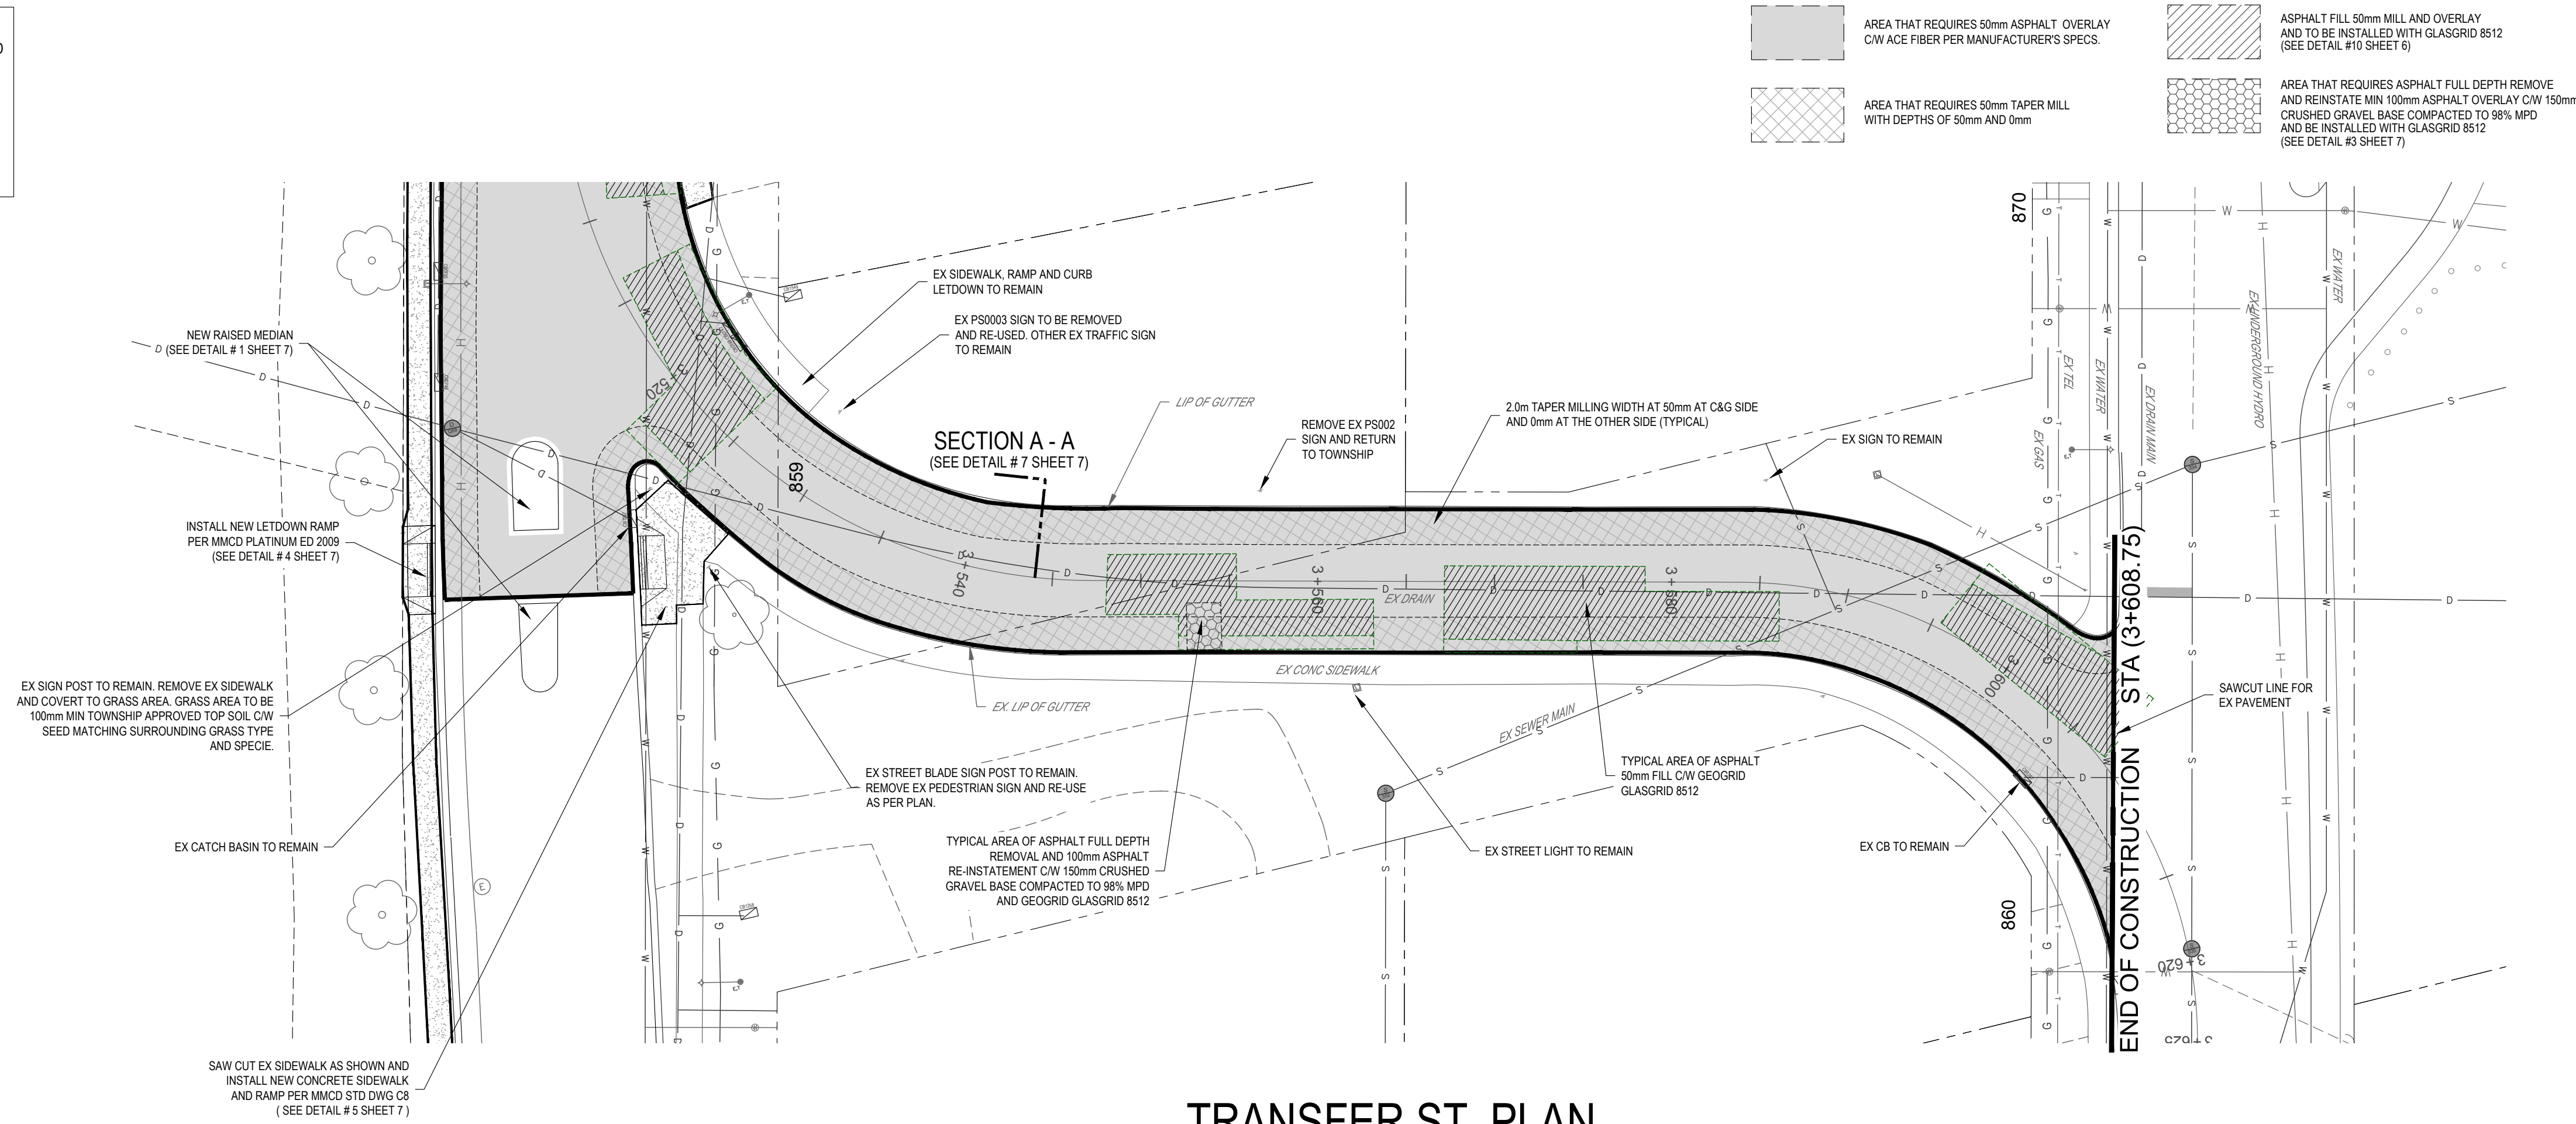 AREA THAT REQUIRES 50mm ASPHALT OVERLAY
C/W ACE FIBER PER MANUFACTURER'S SPECS.
ASPHALT FILL 50mm MILL AND OVERLAY
AND TO BE INSTALLED WITH GLASGRID 8512
(SEE DETAIL #10 SHEET 6)
AREA THAT REQUIRES 50mm TAPER MILL
WITH DEPTHS OF 50mm AND 0mm
AREA THAT REQUIRES ASPHALT FULL DEPTH REMOVE
AND REINSTATE MIN 100mm ASPHALT OVERLAY C/W 150mm
CRUSHED GRAVEL BASE COMPACTED TO 98% MPD
AND BE INSTALLED WITH GLASGRID 8512
(SEE DETAIL #3 SHEET 7)
870
EX SIDEWALK, RAMP AND CURB
LETDOWN TO REMAIN
EX PS0003 SIGN TO BE REMOVED
AND RE-USED. OTHER EX TRAFFIC SIGN
TO REMAIN
NEW RAISED MEDIAN
(SEE DETAIL # 1 SHEET 7)
3+520
LIP OF GUTTER
REMOVE EX PS002
SIGN AND RETURN
TO TOWNSHIP
2.0m TAPER MILLING WIDTH AT 50mm AT C&G SIDE
AND 0mm AT THE OTHER SIDE (TYPICAL)
EX SIGN TO REMAIN
EX GAS
EX TEL
EX WATER
EX DRAIN MAIN
EX UNDERGROUND HYDRO
EX WATER
SECTION A - A
(SEE DETAIL # 7 SHEET 7)
859
INSTALL NEW LETDOWN RAMP
PER MMCD PLATINUM ED 2009
(SEE DETAIL # 4 SHEET 7)
3+540
3+560
EX DRAIN
3+580
3+600
EX CONC SIDEWALK
EX. LIP OF GUTTER
EX SEWER MAIN
EX SIGN POST TO REMAIN. REMOVE EX SIDEWALK
AND COVERT TO GRASS AREA. GRASS AREA TO BE
100mm MIN TOWNSHIP APPROVED TOP SOIL C/W
SEED MATCHING SURROUNDING GRASS TYPE
AND SPECIE.
SAWCUT LINE FOR
EX PAVEMENT
END OF CONSTRUCTION STA (3+608.75)
EX STREET BLADE SIGN POST TO REMAIN.
REMOVE EX PEDESTRIAN SIGN AND RE-USE
AS PER PLAN.
TYPICAL AREA OF ASPHALT
50mm FILL C/W GEOGRID
GLASGRID 8512
EX CATCH BASIN TO REMAIN
TYPICAL AREA OF ASPHALT FULL DEPTH
REMOVAL AND 100mm ASPHALT
RE-INSTATEMENT C/W 150mm CRUSHED
GRAVEL BASE COMPACTED TO 98% MPD
AND GEOGRID GLASGRID 8512
EX STREET LIGHT TO REMAIN
EX CB TO REMAIN
E
860
3+620
SAW CUT EX SIDEWALK AS SHOWN AND
INSTALL NEW CONCRETE SIDEWALK
AND RAMP PER MMCD STD DWG C8
( SEE DETAIL # 5 SHEET 7 )
TRANSFER ST. PLAN